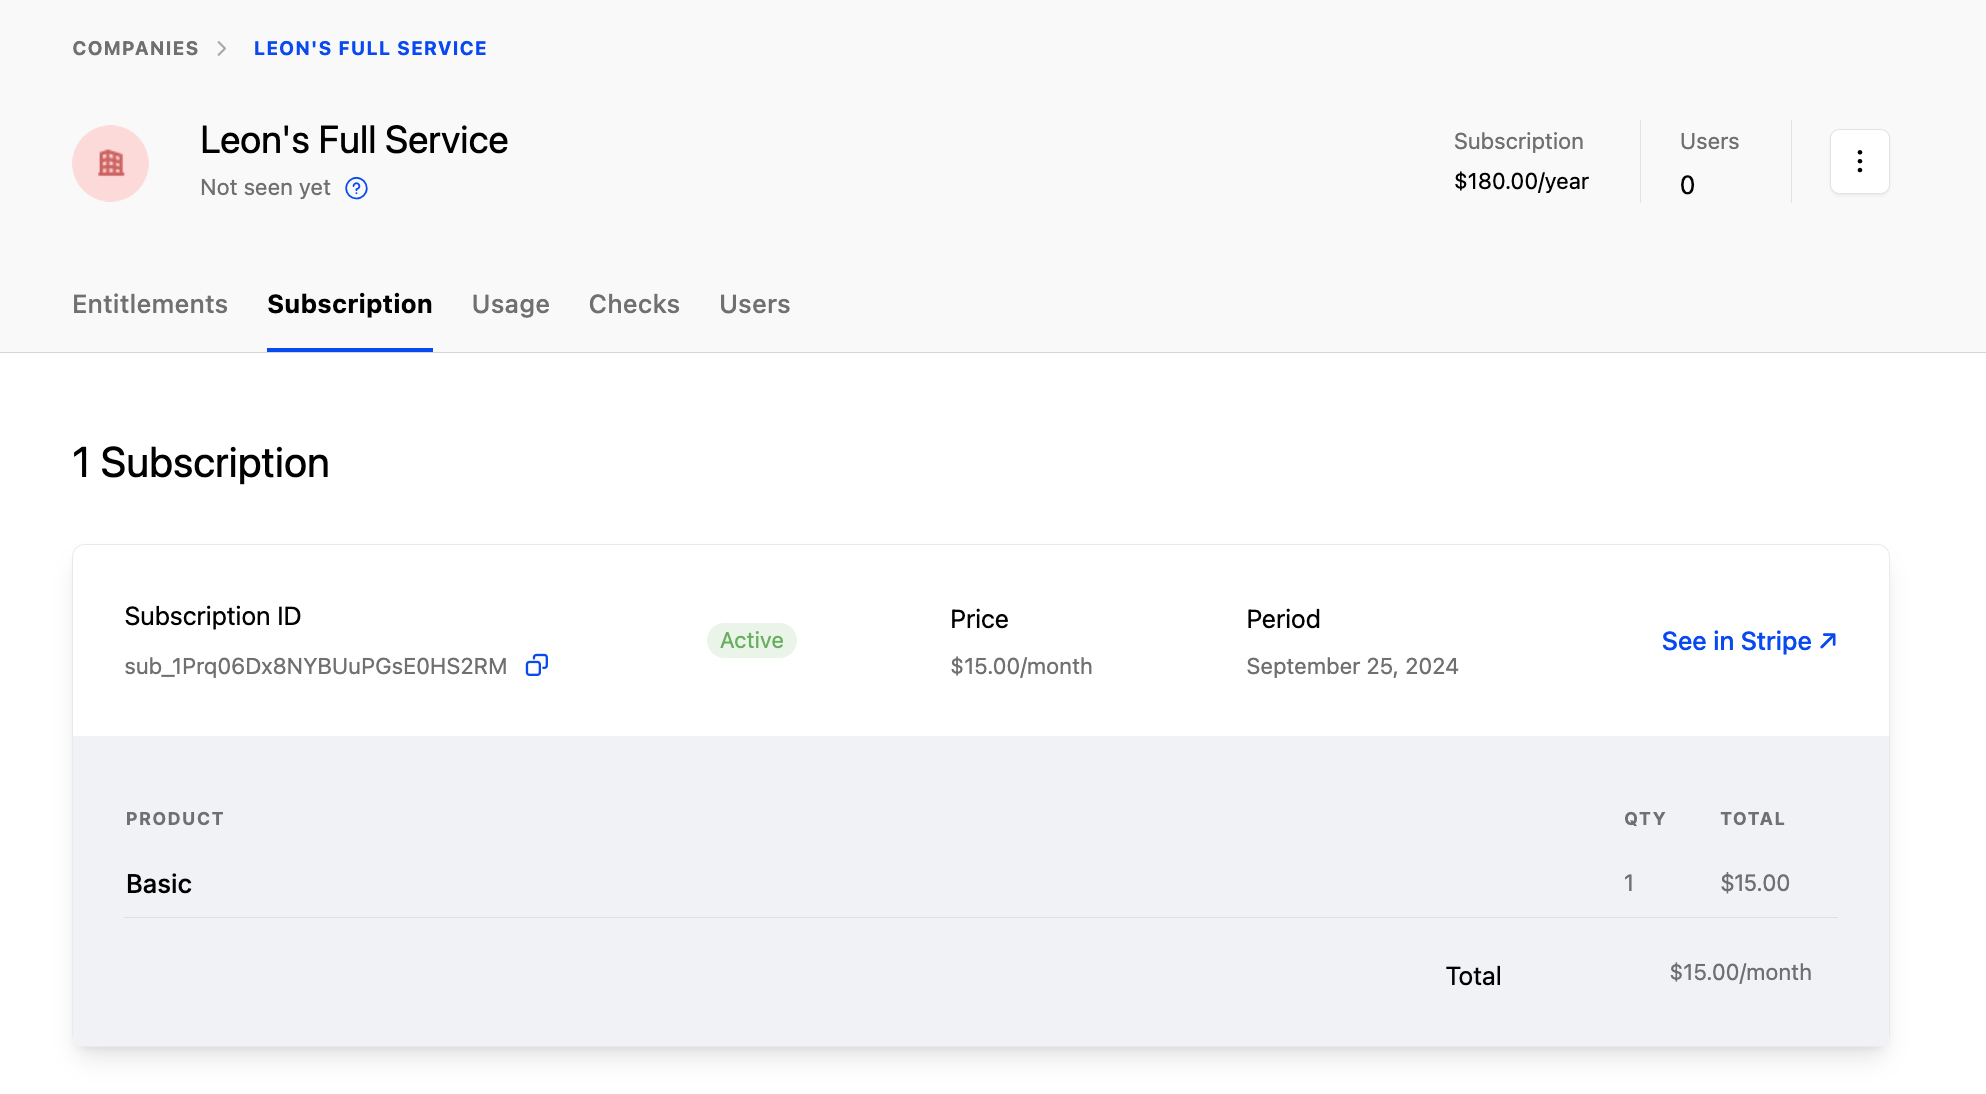 COMPANIES > LEON'S FULL SERVICE
Leon's Full Service
Not seen yet ?
Subscription
$180.00/year
Users
0
Entitlements Subscription Usage Checks Users
1 Subscription
Subscription ID
sub_1Prq06Dx8NYBUuPGsE0HS2RM
Active
Price
$15.00/month
Period
September 25, 2024
See in Stripe
PRODUCT QTY TOTAL
Basic 1 $15.00
Total $15.00/month